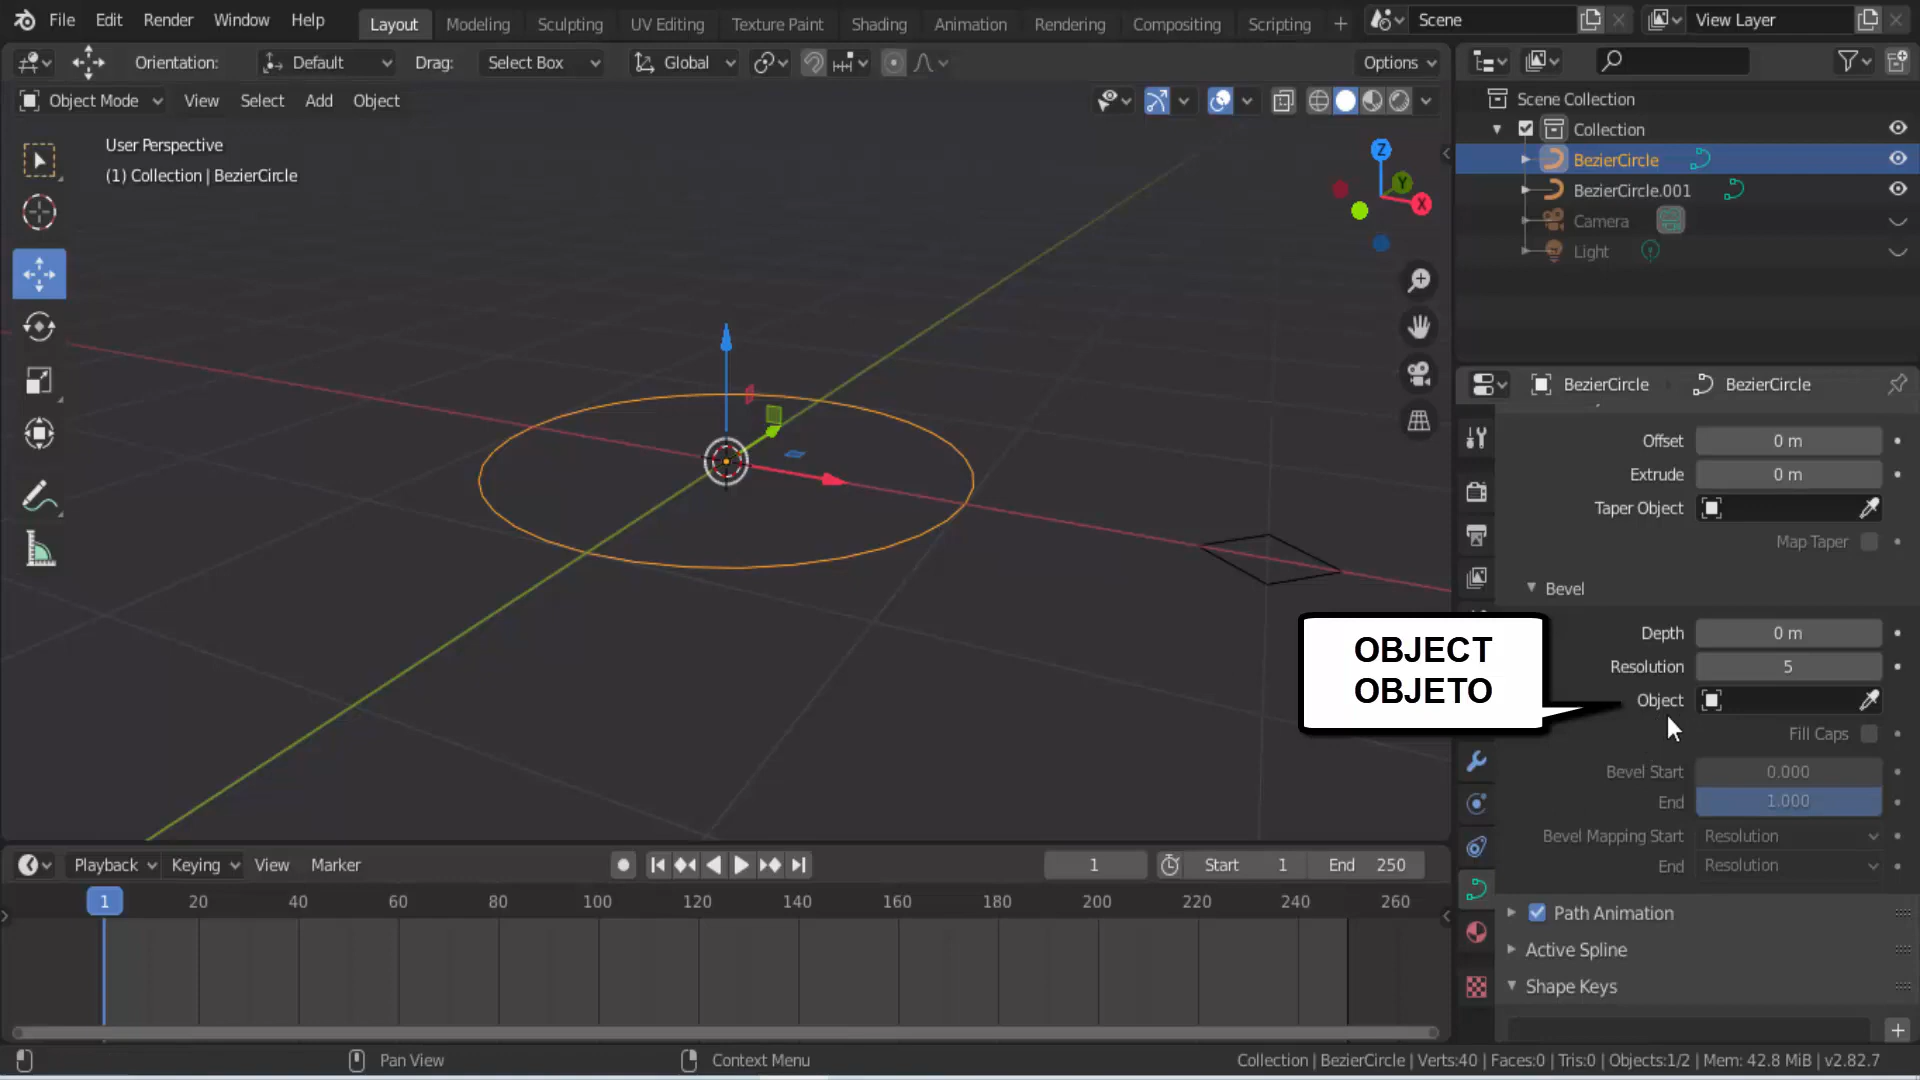 File Edit Render Window Help Layout Modeling Sculpting UV Editing Texture Paint Shading Animation Rendering Compositing Scripting + Scene View Layer
Orientation: Default Drag: Select Box Global Options
Object Mode View Select Add Object
User Perspective
(1) Collection | BezierCircle
Z
Y
X
Scene Collection
Collection
BezierCircle
BezierCircle.001
Camera
Light
BezierCircle BezierCircle
Offset 0 m
Extrude 0 m
Taper Object
Map Taper
Bevel
Depth 0 m
Resolution 5
Object
Fill Caps
Bevel Start 0.000
End 1.000
Bevel Mapping Start Resolution
End Resolution
Path Animation
Active Spline
Shape Keys
OBJECT
OBJETO
Playback Keying View Marker 1 Start 1 End 250
1 20 40 60 80 100 120 140 160 180 200 220 240 260
Pan View Context Menu Collection | BezierCircle | Verts:40 | Faces:0 | Tris:0 | Objects:1/2 | Mem: 42.8 MiB | v2.82.7